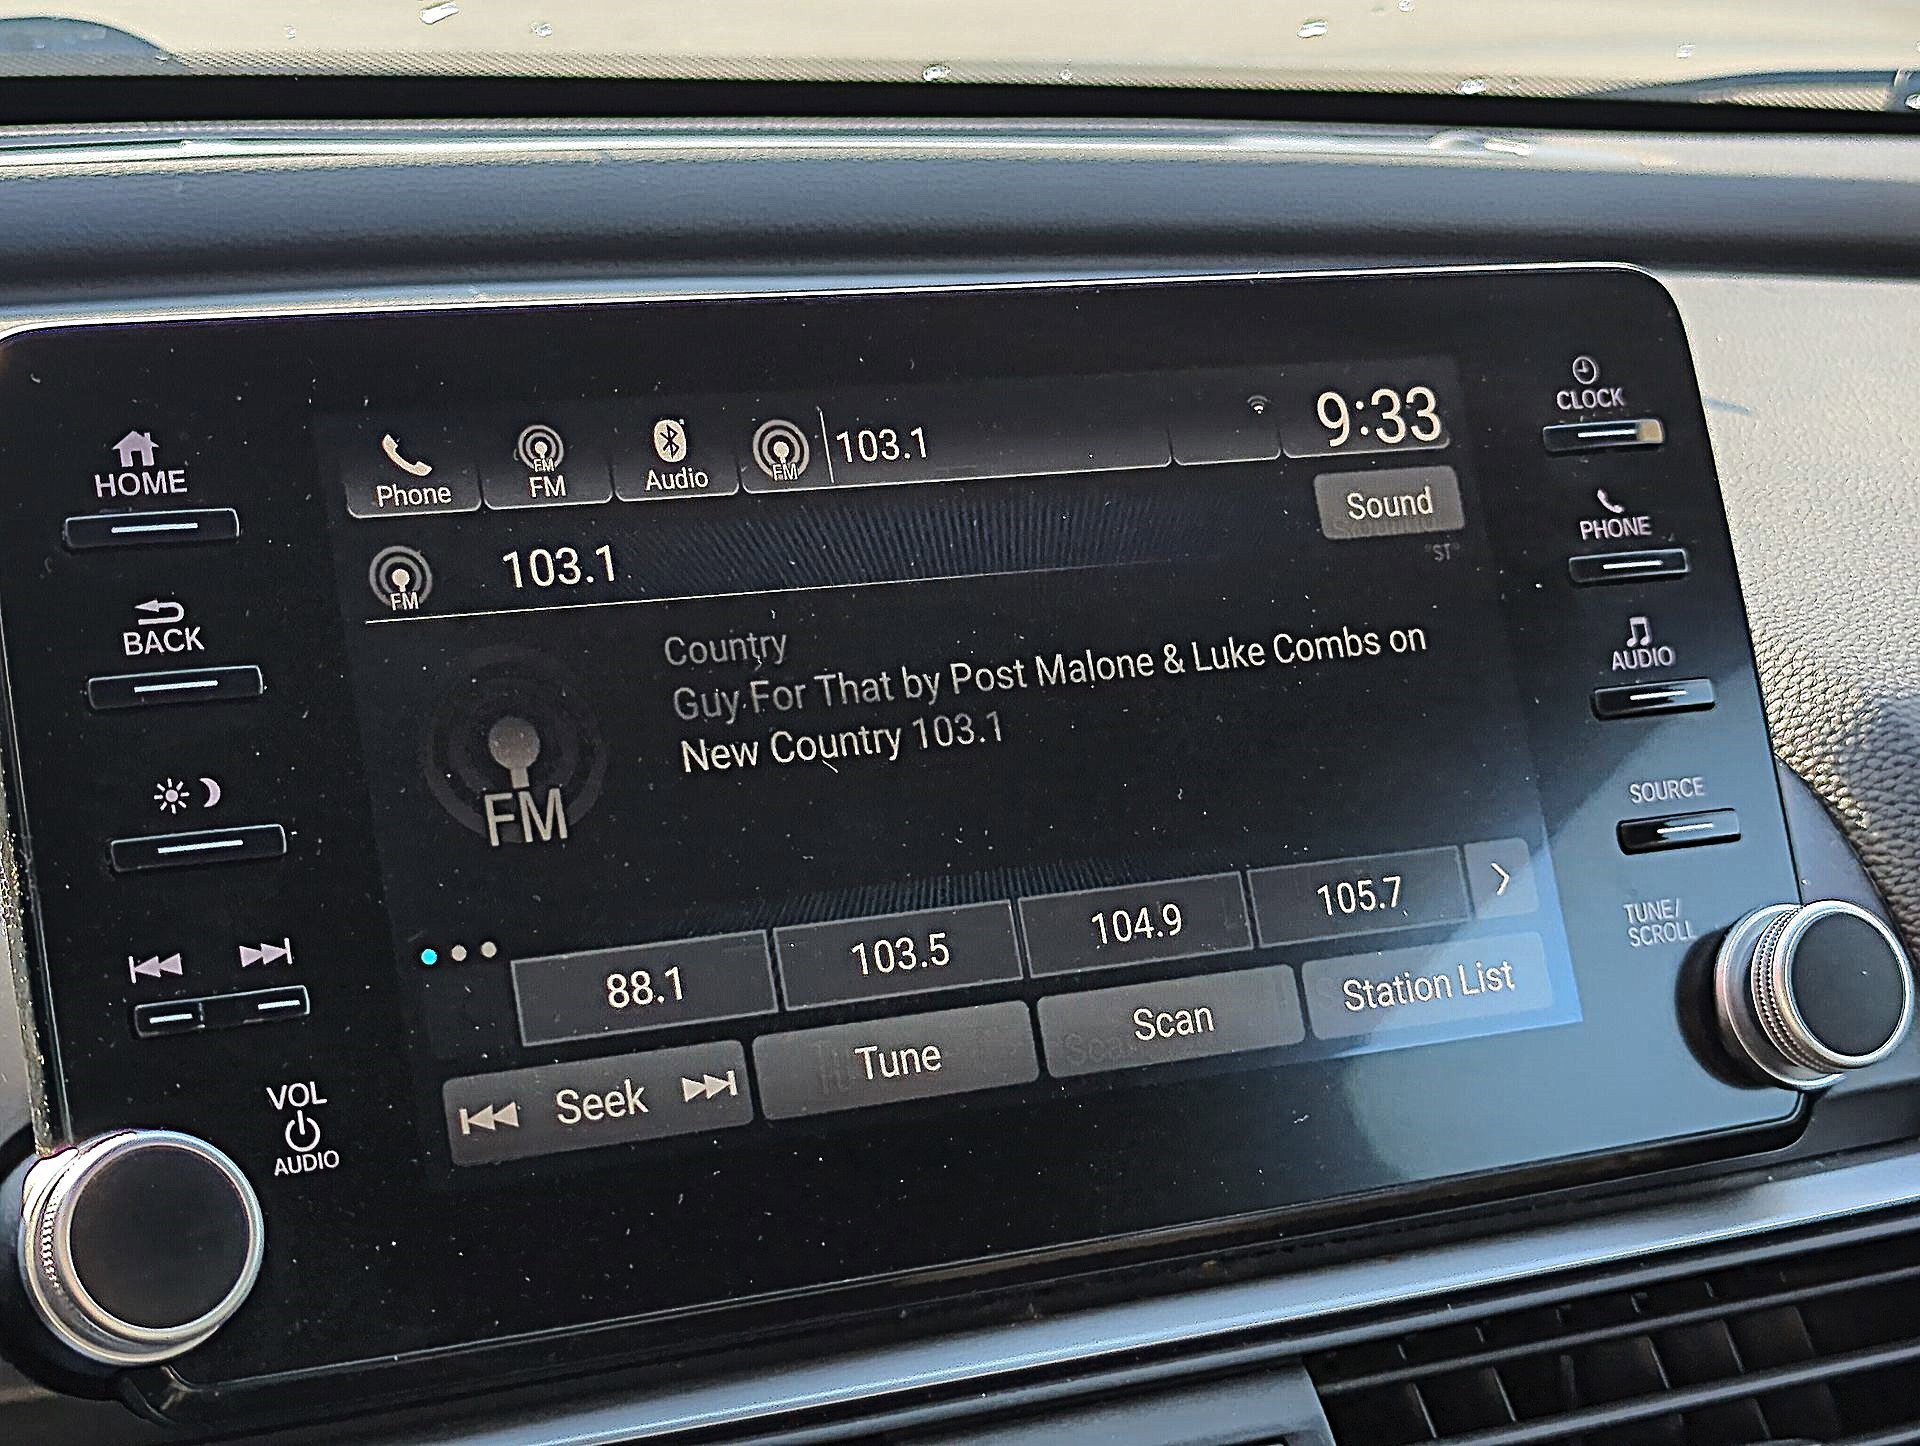 Phone
FM
FM
Audio
FM
103.1
9:33
CLOCK
HOME
Sound
"ST"
PHONE
FM
103.1
BACK
Country
Guy For That by Post Malone & Luke Combs on
New Country 103.1
AUDIO
FM
SOURCE
88.1
103.5
104.9
105.7
TUNE/
SCROLL
Seek
Tune
Scan
Station List
VOL
AUDIO